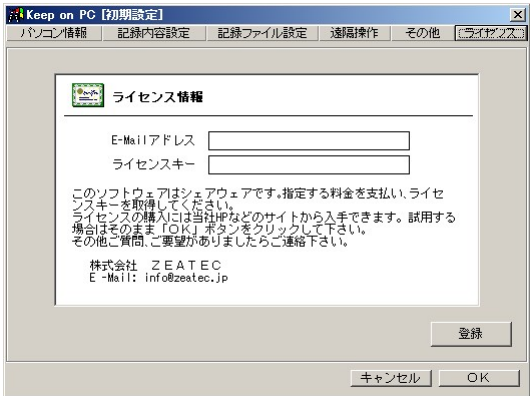 Keep on PC [初期設定]
パソコン情報 記録内容設定 記録ファイル設定 遠隔操作 その他 ライセンス
ライセンス情報
E-Mailアドレス
ライセンスキー
このソフトウェアはシェアウェアです。指定する料金を支払い、ライセ
ンスキーを取得してください。
ライセンスの購入には当社HPなどのサイトから入手できます。試用する
場合はそのまま「OK」ボタンをクリックして下さい。
その他ご質問、ご要望がありましたらご連絡下さい。
株式会社 ZEATEC
E-Mail: info@zeatec.jp
登録
キャンセル OK